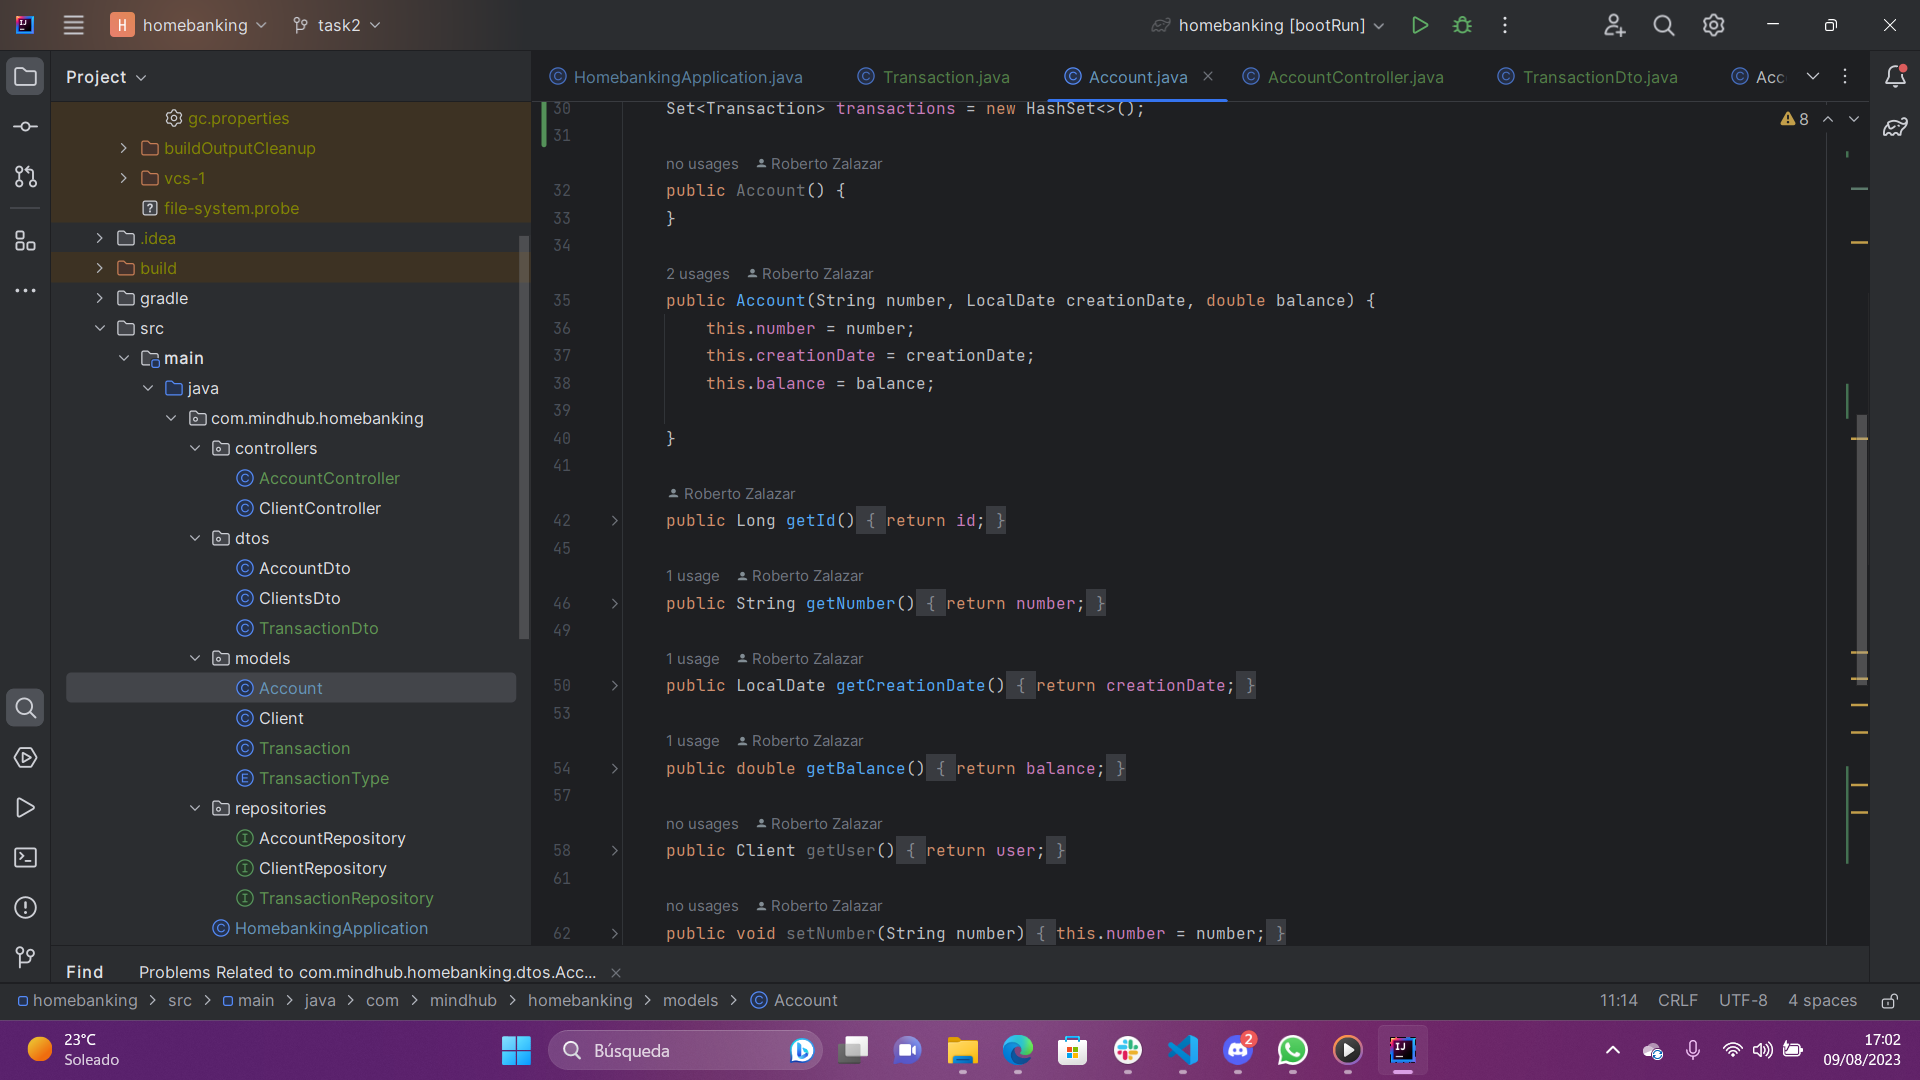 homebanking
task2
homebanking [bootRun]
Project
gc.properties
buildOutputCleanup
vcs-1
file-system.probe
.idea
build
gradle
src
main
java
com.mindhub.homebanking
controllers
AccountController
ClientController
dtos
AccountDto
ClientsDto
TransactionDto
models
Account
Client
Transaction
TransactionType
repositories
AccountRepository
ClientRepository
TransactionRepository
HomebankingApplication
HomebankingApplication.java
Transaction.java
Account.java
AccountController.java
TransactionDto.java
Acc
8
30 Set<Transaction> transactions = new HashSet<>();
31
no usages Roberto Zalazar
32 public Account() {
33 }
34
2 usages Roberto Zalazar
35 public Account(String number, LocalDate creationDate, double balance) {
36 this.number = number;
37 this.creationDate = creationDate;
38 this.balance = balance;
39
40 }
41
Roberto Zalazar
42 public Long getId() { return id; }
45
1 usage Roberto Zalazar
46 public String getNumber() { return number; }
49
1 usage Roberto Zalazar
50 public LocalDate getCreationDate() { return creationDate; }
53
1 usage Roberto Zalazar
54 public double getBalance() { return balance; }
57
no usages Roberto Zalazar
58 public Client getUser() { return user; }
61
no usages Roberto Zalazar
62 public void setNumber(String number) { this.number = number; }
Find Problems Related to com.mindhub.homebanking.dtos.Acc...
homebanking > src > main > java > com > mindhub > homebanking > models > Account
11:14 CRLF UTF-8 4 spaces
23°C
Soleado
Búsqueda
2
17:02
09/08/2023